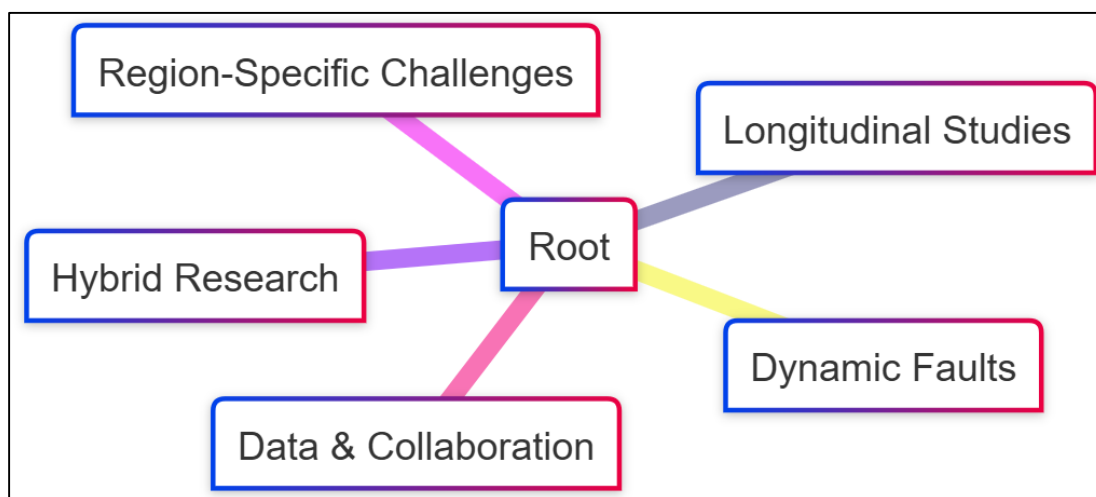 Region-Specific Challenges
Longitudinal Studies
Root
Hybrid Research
Dynamic Faults
Data & Collaboration